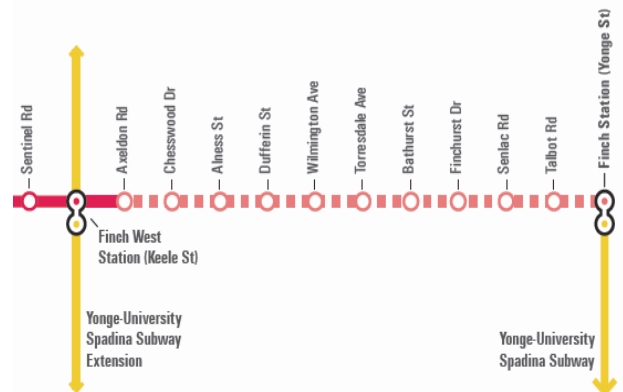 Sentinel Rd
Axeldon Rd
Chesswood Dr
Alness St
Dufferin St
Wilmington Ave
Torresdale Ave
Bathurst St
Finchurst Dr
Senlac Rd
Talbot Rd
Finch Station (Yonge St)
Finch West
Station (Keele St)
Yonge-University
Spadina Subway
Extension
Yonge-University
Spadina Subway